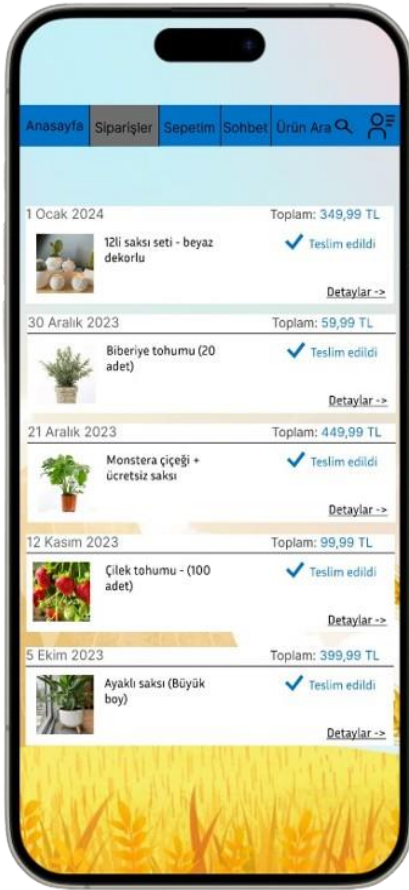 Anasayfa Siparişler Sepetim Sohbet Ürün Ara
1 Ocak 2024 Toplam: 349,99 TL
12li saksı seti - beyaz
dekorlu
Teslim edildi
Detaylar ->
30 Aralık 2023 Toplam: 59,99 TL
Biberiye tohumu (20
adet)
Teslim edildi
Detaylar ->
21 Aralık 2023 Toplam: 449,99 TL
Monstera çiçeği +
ücretsiz saksı
Teslim edildi
Detaylar ->
12 Kasım 2023 Toplam: 99,99 TL
Çilek tohumu - (100
adet)
Teslim edildi
Detaylar ->
5 Ekim 2023 Toplam: 399,99 TL
Ayaklı saksı (Büyük
boy)
Teslim edildi
Detaylar ->